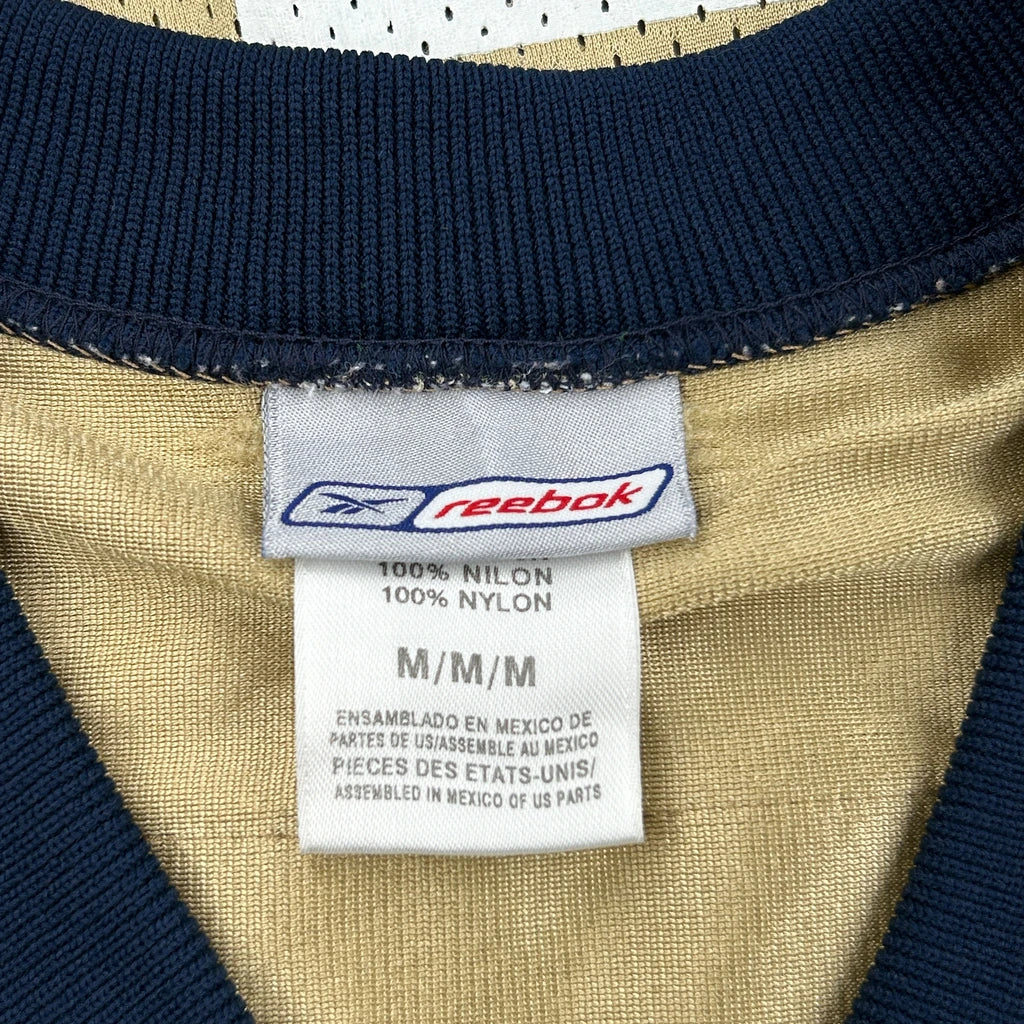 reebok
100% NILON
100% NYLON
M/M/M
ENSAMBLADO EN MEXICO DE
PARTES DE US/ASSEMBLE AU MEXICO
PIECES DES ETATS-UNIS/
ASSEMBLED IN MEXICO OF US PARTS